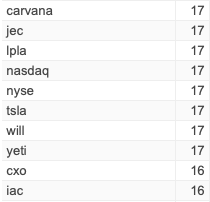 carvana 17
jec 17
lpla 17
nasdaq 17
nyse 17
tsla 17
will 17
yeti 17
cxo 16
iac 16